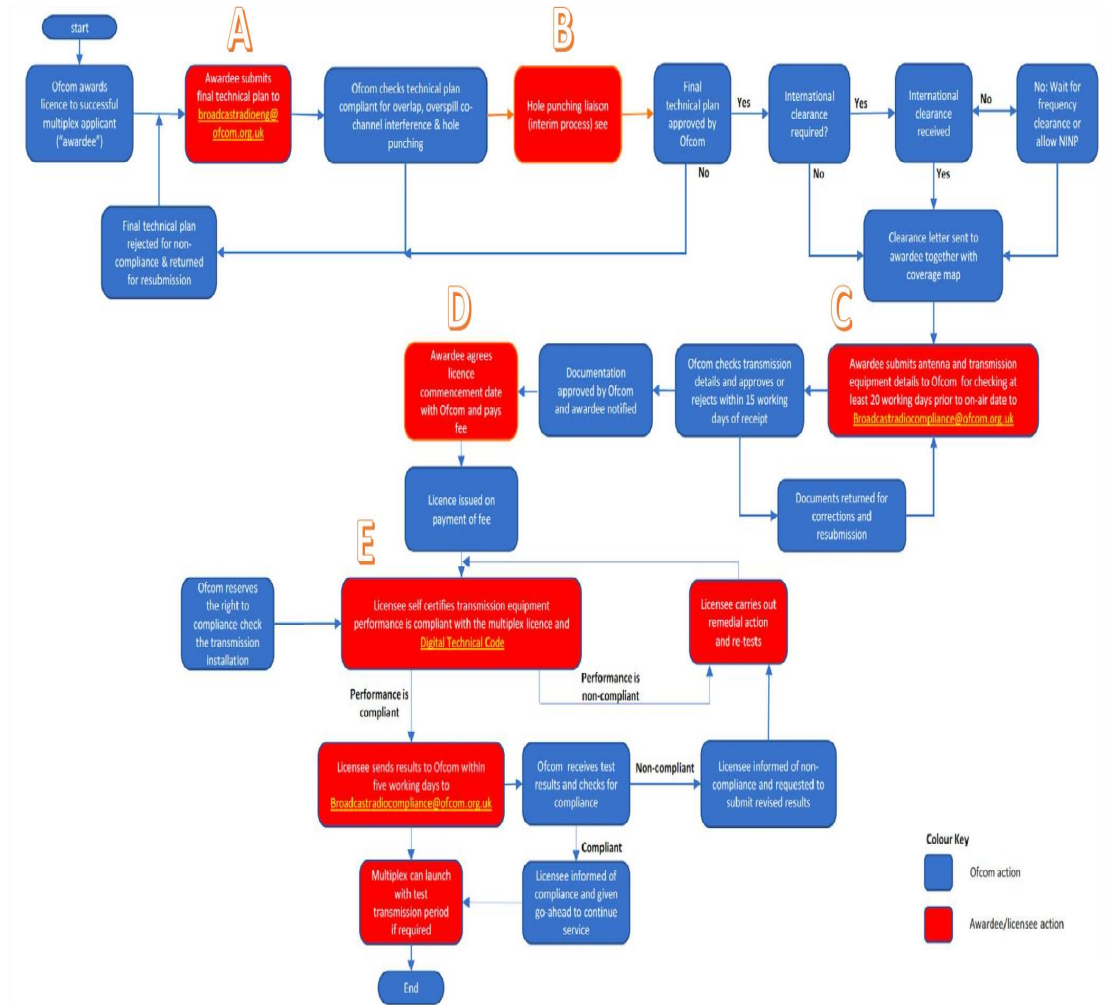 start
A
B
Ofcom awards
licence to successful
multiplex applicant
("awardee")
Awardee submits
final technical plan to
broadcastradioeng@
ofcom.org.uk
Ofcom checks technical plan
compliant for overlap, overspill co-
channel interference & hole
punching
Hole punching liaison
(interim process) see
Final
technical plan
approved by
Ofcom
Yes
No
International
clearance
required?
Yes
No
International
clearance
received
No
Yes
No: Wait for
frequency
clearance or
allow NINP
Final technical plan
rejected for non-
compliance & returned
for resubmission
Clearance letter sent to
awardee together with
coverage map
C
Awardee submits antenna and transmission
equipment details to Ofcom for checking at
least 20 working days prior to on-air date to
Broadcastradiocompliance@ofcom.org.uk
Ofcom checks transmission
details and approves or
rejects within 15 working
days of receipt
Documents returned for
corrections and
resubmission
Documentation
approved by Ofcom
and awardee notified
D
Awardee agrees
licence
commencement date
with Ofcom and pays
fee
Licence issued on
payment of fee
E
Ofcom reserves
the right to
compliance check
the transmission
Installation
Licensee self certifies transmission equipment
performance is compliant with the multiplex licence and
Digital Technical Code
Licensee carries out
remedial action
and re-tests
Performance is
compliant
Performance is
non-compliant
Licensee sends results to Ofcom within
five working days to
Broadcastradiocompliance@ofcom.org.uk
Ofcom receives test
results and checks for
compliance
Non-compliant
Licensee informed of non-
compliance and requested to
submit revised results
Compliant
Licensee informed of
compliance and given
go-ahead to continue
service
Multiplex can launch
with test
transmission period
if required
End
Colour Key
Ofcom action
Awardee/licensee action